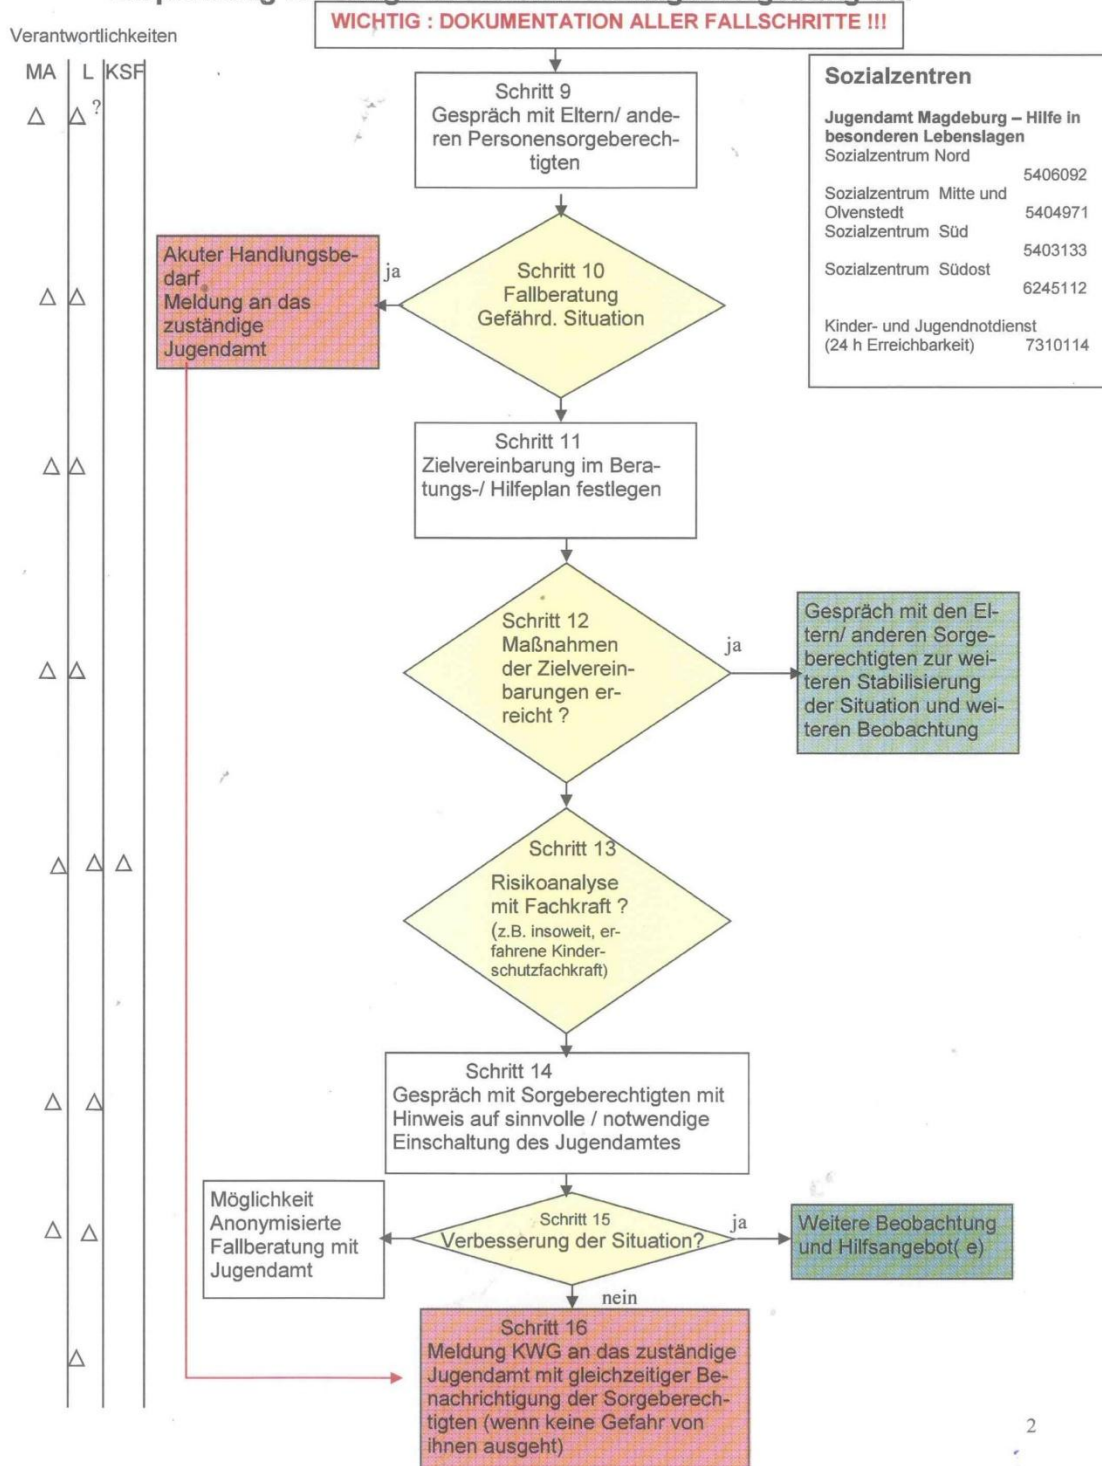 WICHTIG : DOKUMENTATION ALLER FALLSCHRITTE !!!
Verantwortlichkeiten
MA L KSF
?
Schritt 9
Gespräch mit Eltern/ ande-
ren Personensorgeberech-
tigten
Sozialzentren
Jugendamt Magdeburg – Hilfe in
besonderen Lebenslagen
Sozialzentrum Nord
5406092
Sozialzentrum Mitte und
Olvenstedt 5404971
Sozialzentrum Süd
5403133
Sozialzentrum Südost
6245112
Kinder- und Jugendnotdienst
(24 h Erreichbarkeit) 7310114
Akuter Handlungsbe-
darf
Meldung an das
zuständige
Jugendamt
ja
Schritt 10
Fallberatung
Gefährd. Situation
Schritt 11
Zielvereinbarung im Bera-
tungs-/ Hilfeplan festlegen
Schritt 12
Maßnahmen
der Zielverein-
barungen er-
reicht ?
ja
Gespräch mit den El-
tern/ anderen Sorge-
berechtigten zur wei-
teren Stabilisierung
der Situation und wei-
teren Beobachtung
Schritt 13
Risikoanalyse
mit Fachkraft ?
(z.B. insoweit, er-
fahrene Kinder-
schutzfachkraft)
Schritt 14
Gespräch mit Sorgeberechtigten mit
Hinweis auf sinnvolle / notwendige
Einschaltung des Jugendamtes
Möglichkeit
Anonymisierte
Fallberatung mit
Jugendamt
Schritt 15
Verbesserung der Situation?
ja
Weitere Beobachtung
und Hilfsangebot( e)
nein
Schritt 16
Meldung KWG an das zuständige
Jugendamt mit gleichzeitiger Be-
nachrichtigung der Sorgeberech-
tigten (wenn keine Gefahr von
ihnen ausgeht)
2